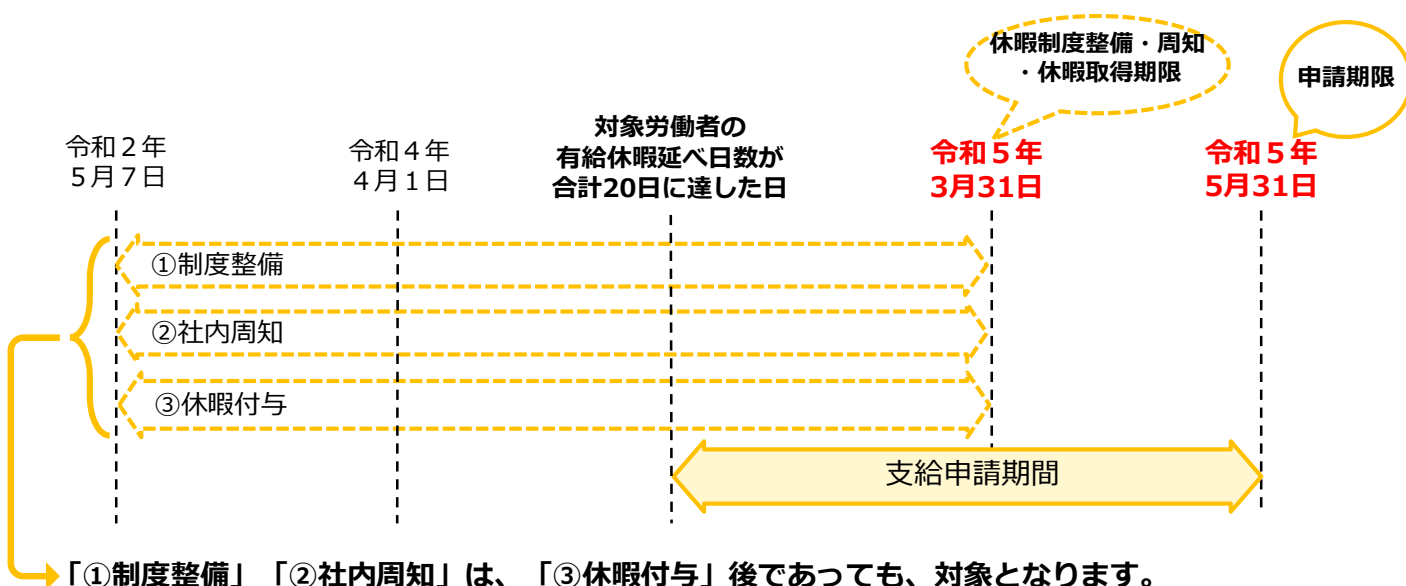 休暇制度整備・周知
・休暇取得期限
申請期限
令和２年
５月７日
令和４年
４月１日
対象労働者の
有給休暇延べ日数が
合計20日に達した日
令和５年
3月31日
令和５年
5月31日
①制度整備
②社内周知
③休暇付与
支給申請期間
「①制度整備」「②社内周知」は、「③休暇付与」後であっても、対象となります。